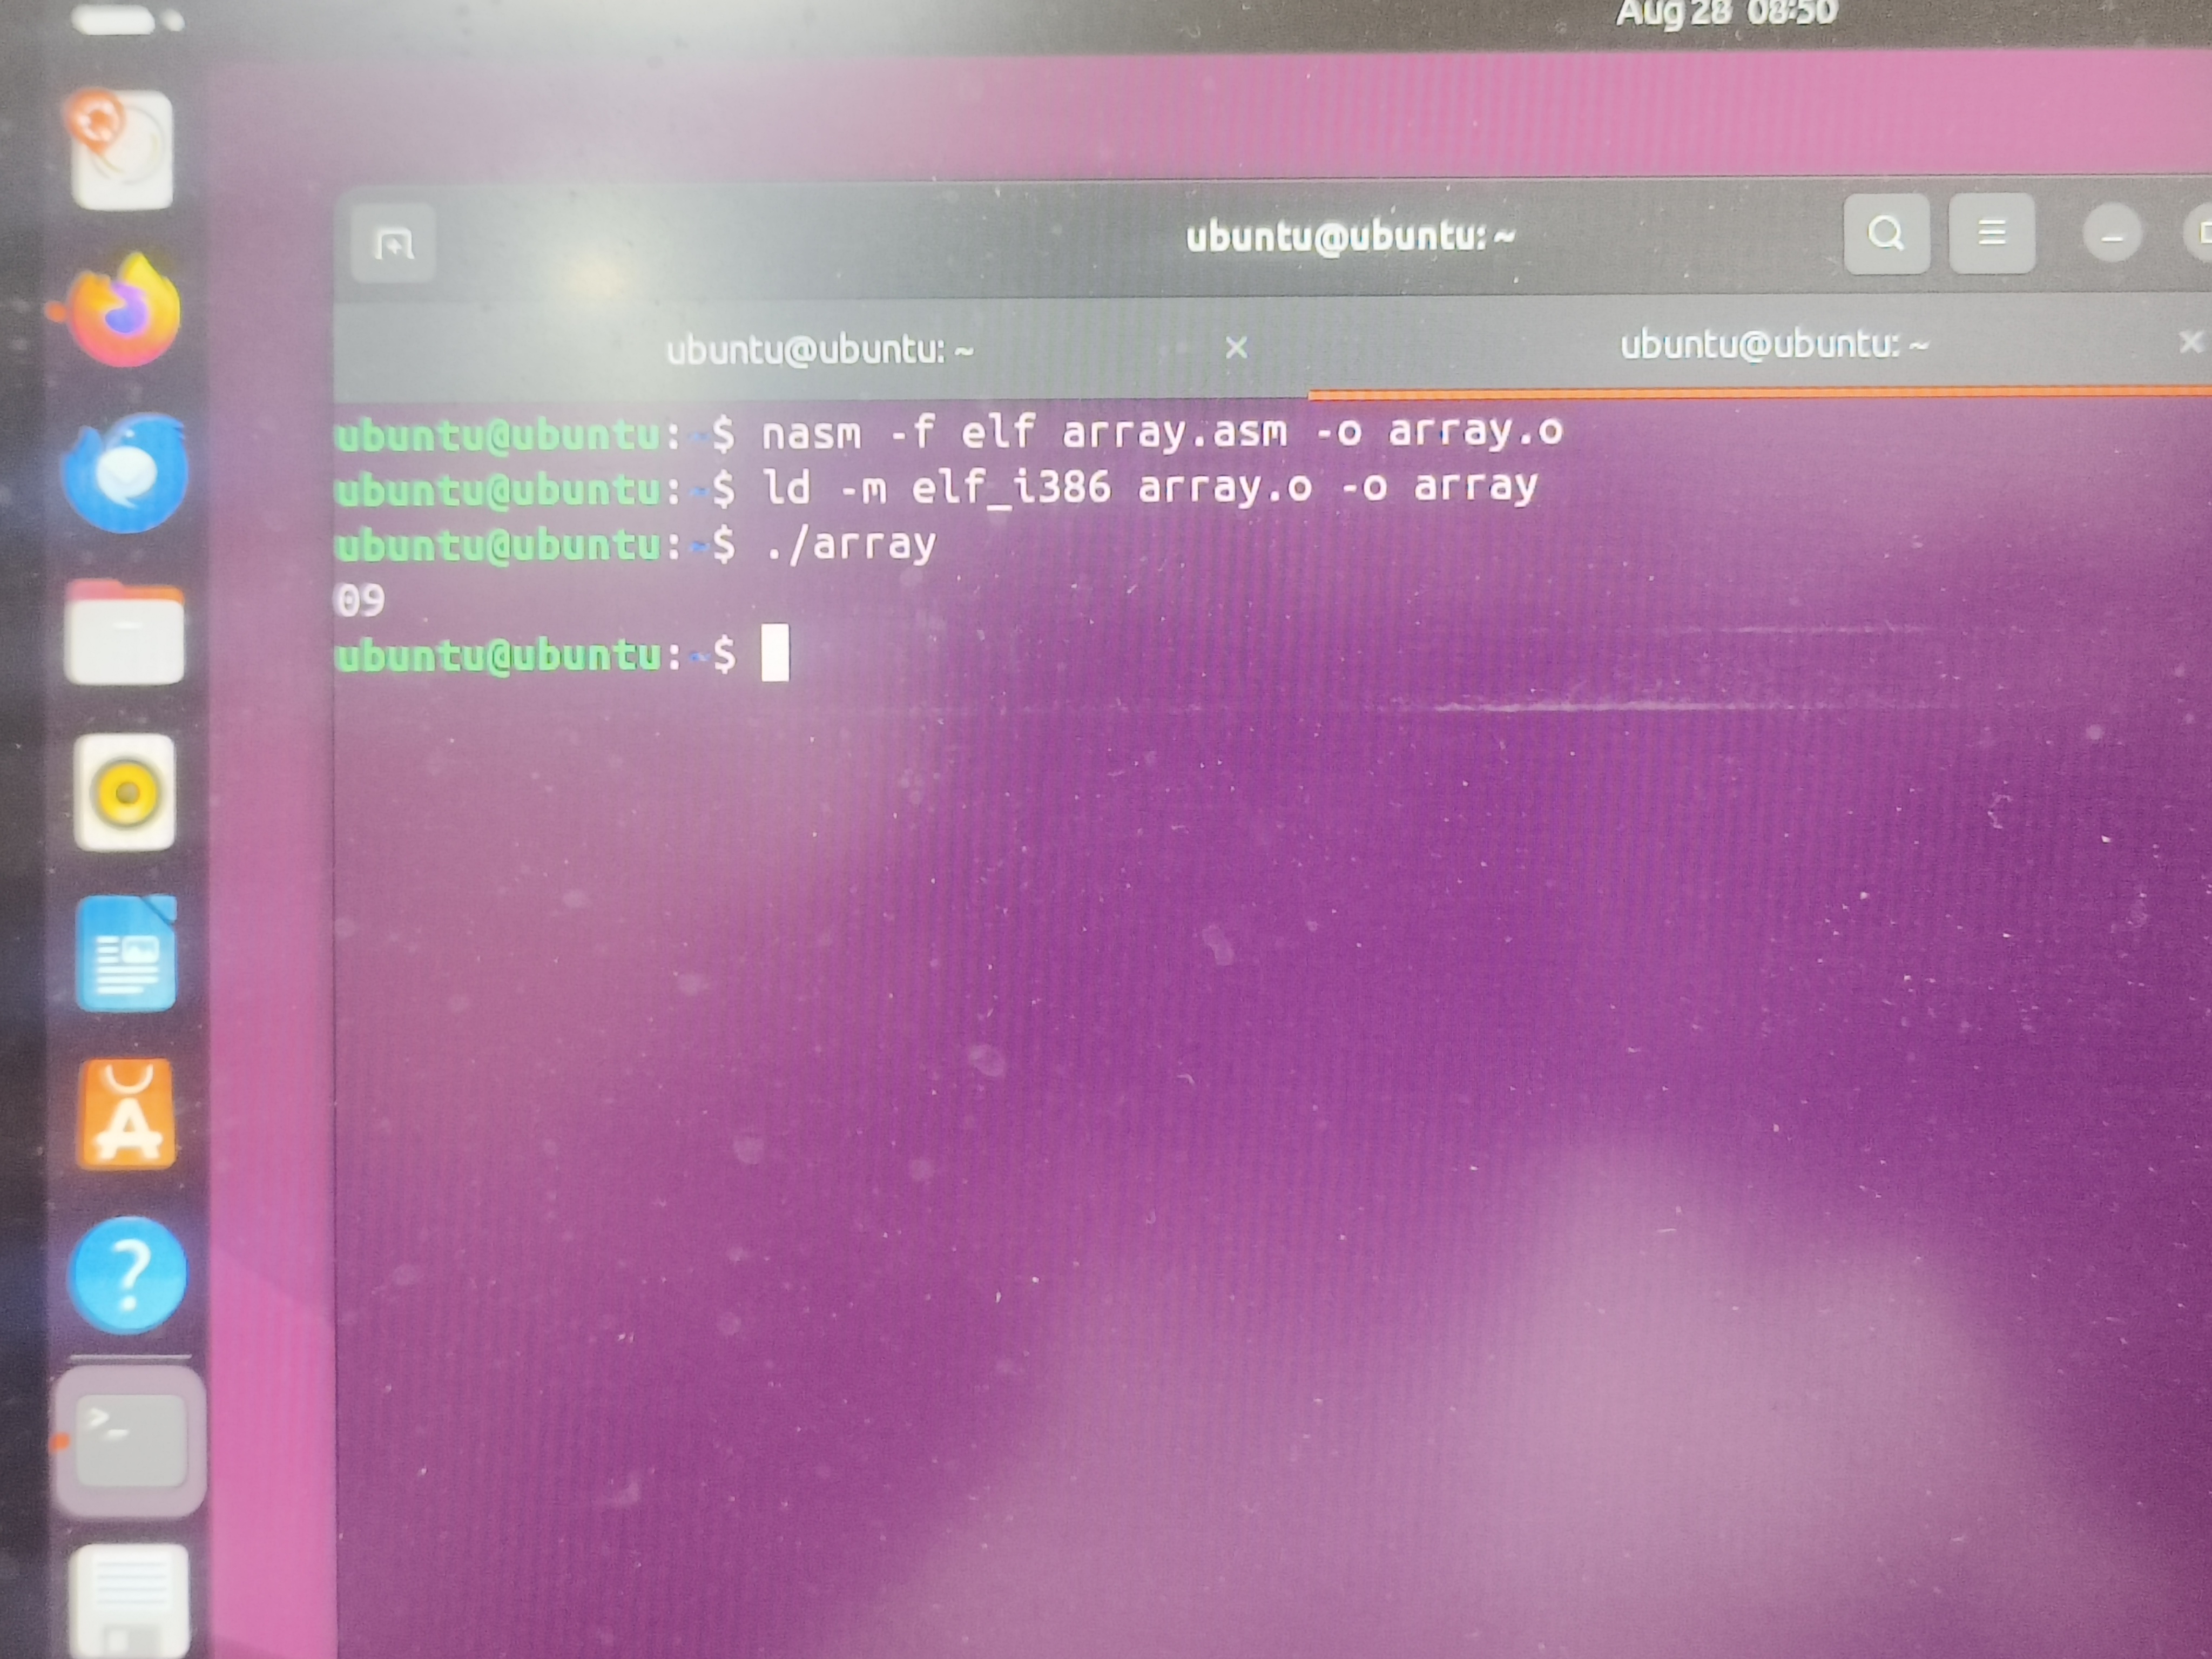 Aug 28 08:50
ubuntu@ubuntu: ~
ubuntu@ubuntu: ~
ubuntu@ubuntu: ~
ubuntu@ubuntu:~$ nasm -f elf array.asm -o array.o
ubuntu@ubuntu:~$ ld -m elf_i386 array.o -o array
ubuntu@ubuntu:~$ ./array
09
ubuntu@ubuntu:~$